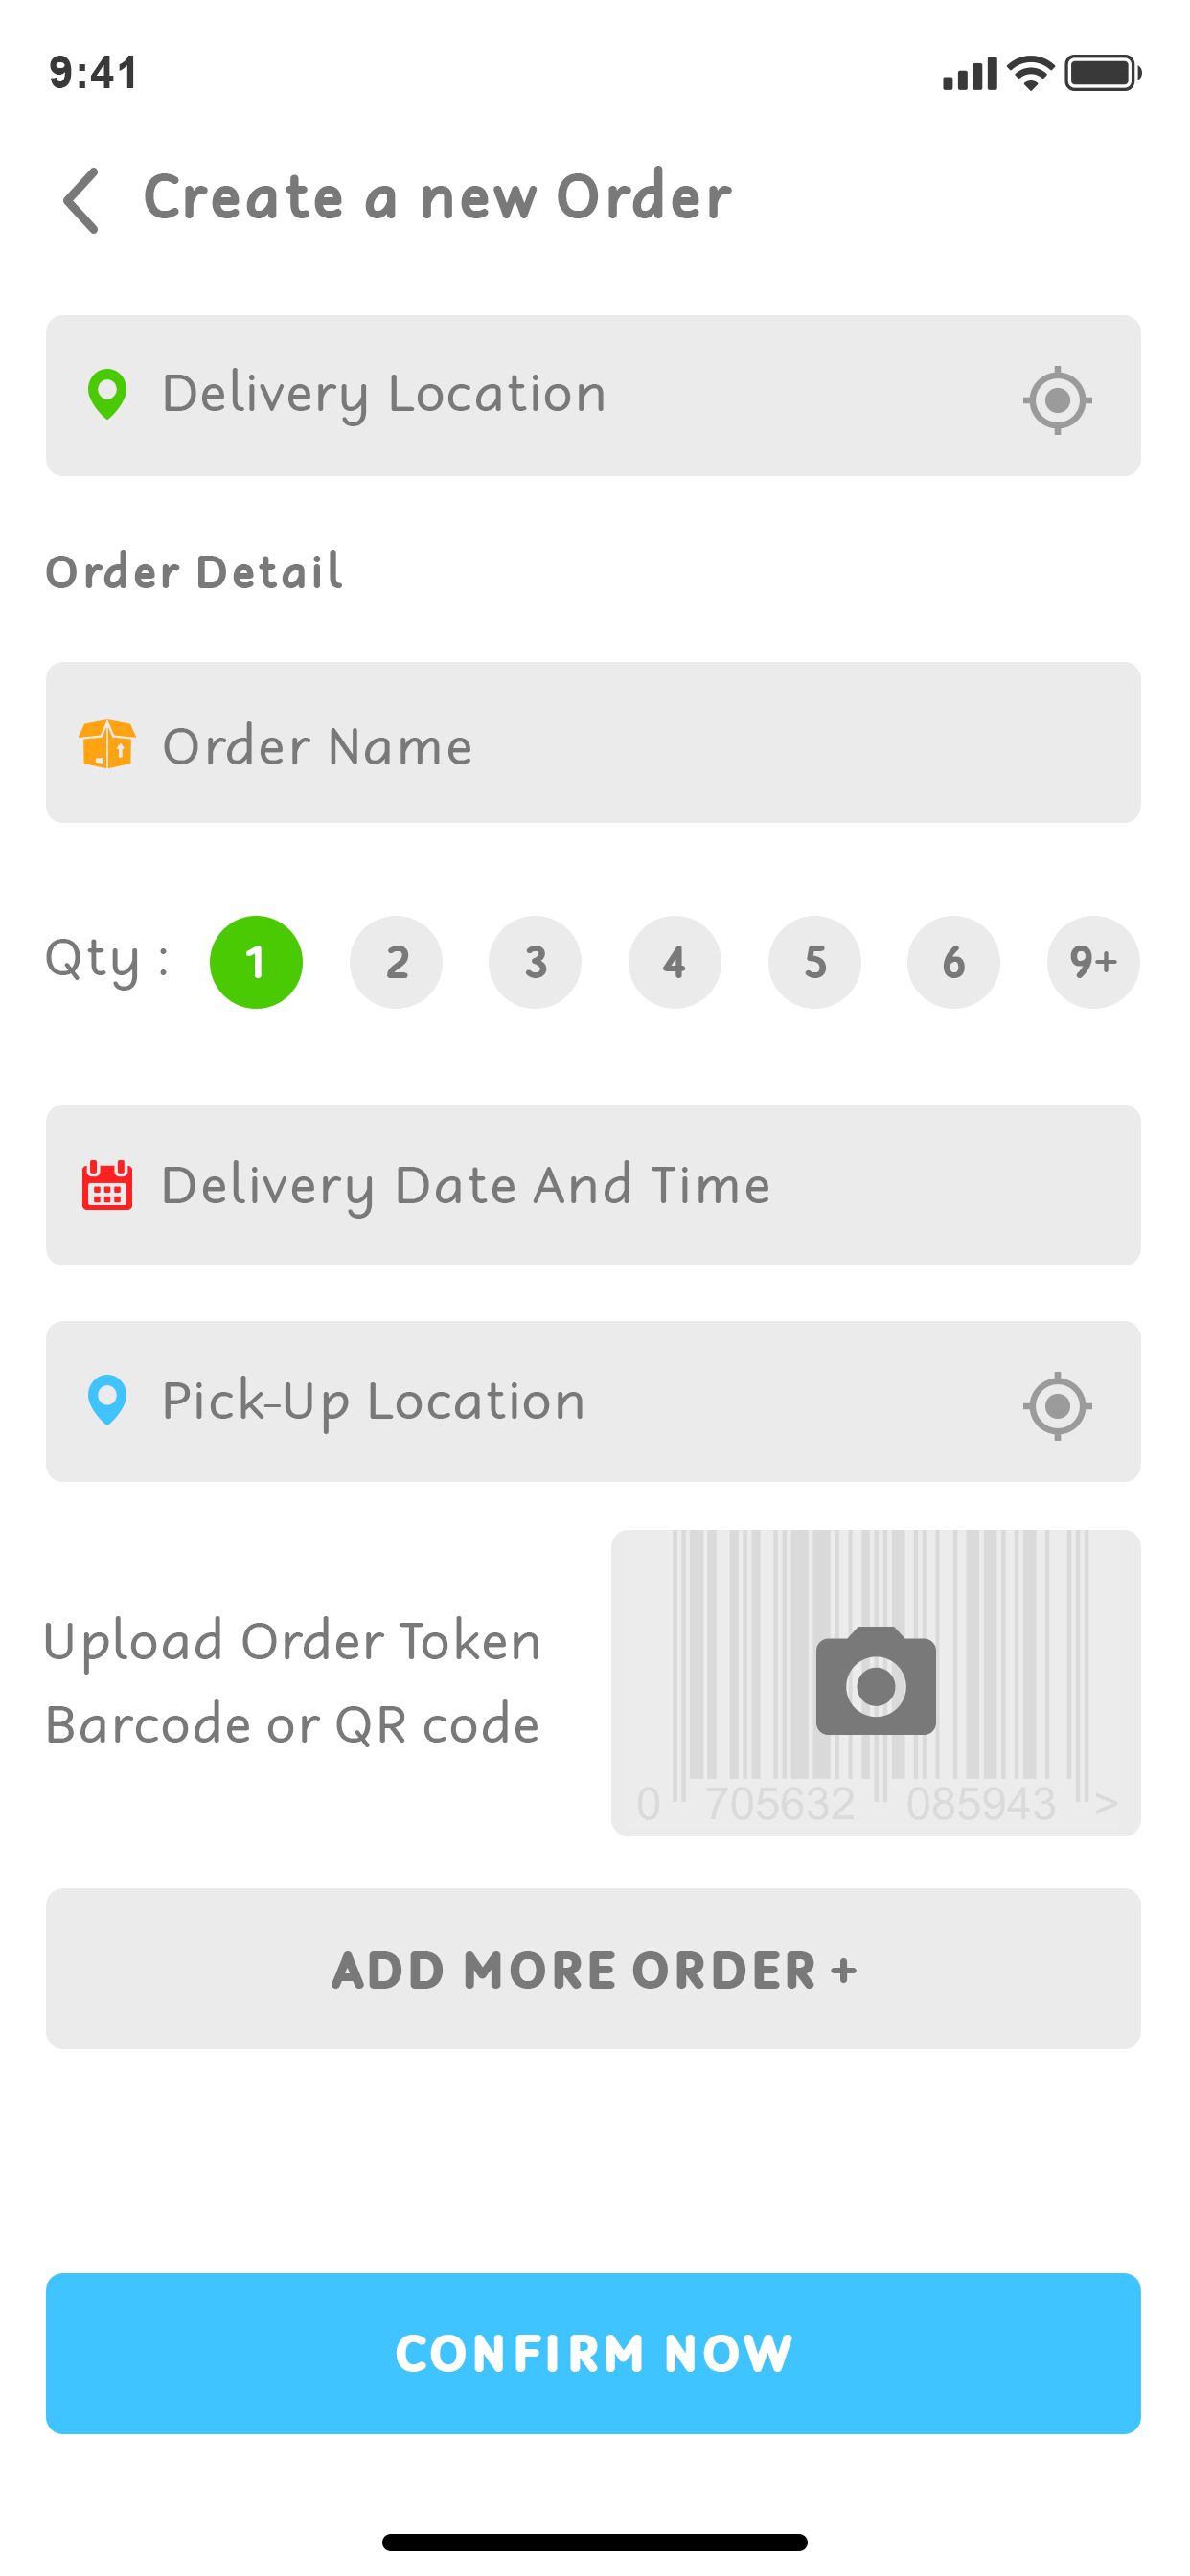 9:41
Create a new Order
Delivery Location
Order Detail
Order Name
Qty : 1 2 3 4 5 6 9+
Delivery Date And Time
Pick-Up Location
Upload Order Token
Barcode or QR code
0 705632 085943 >
ADD MORE ORDER +
CONFIRM NOW